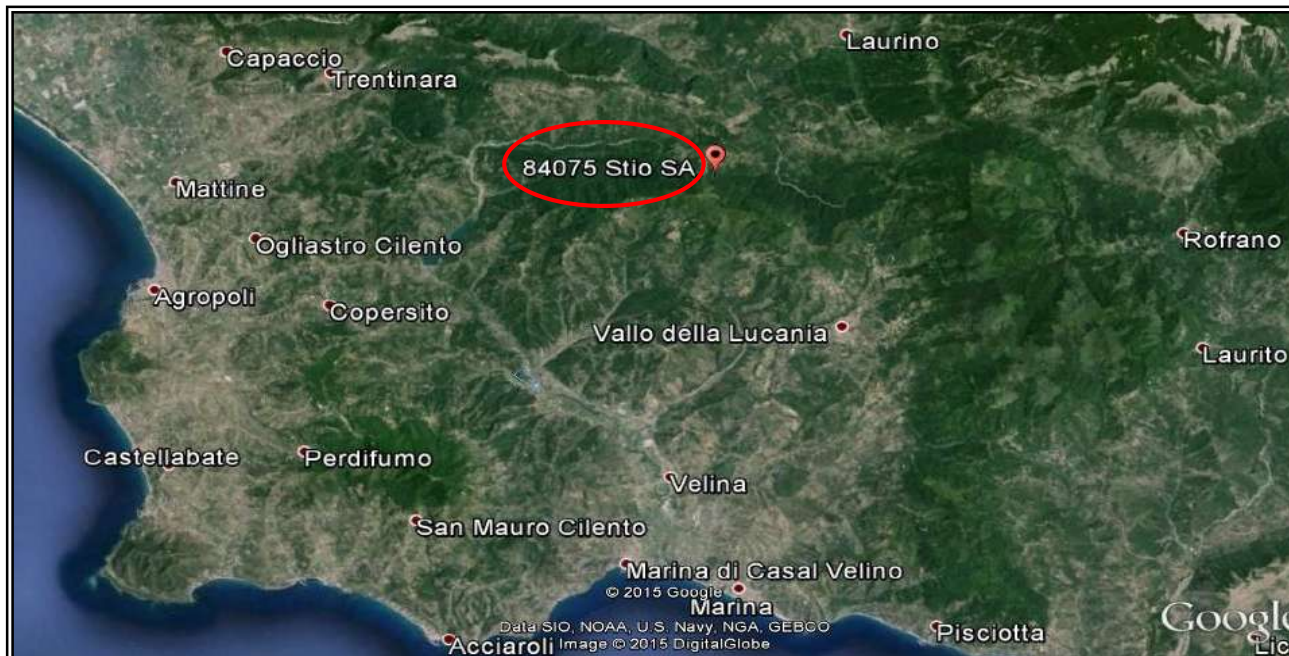 Laurino
Capaccio
Trentinara
84075 Stio SA
Mattine
Rofrano
Ogliastro Cilento
Agropoli
Copersito
Vallo della Lucania
Laurito
Castellabate
Perdifumo
Velina
San Mauro Cilento
Marina di Casal Velino
© 2015 Google
Marina
Data SIO, NOAA, U.S. Navy, NGA, GEBCO
Image © 2015 DigitalGlobe
Acciaroli
Pisciotta
Google
Lic